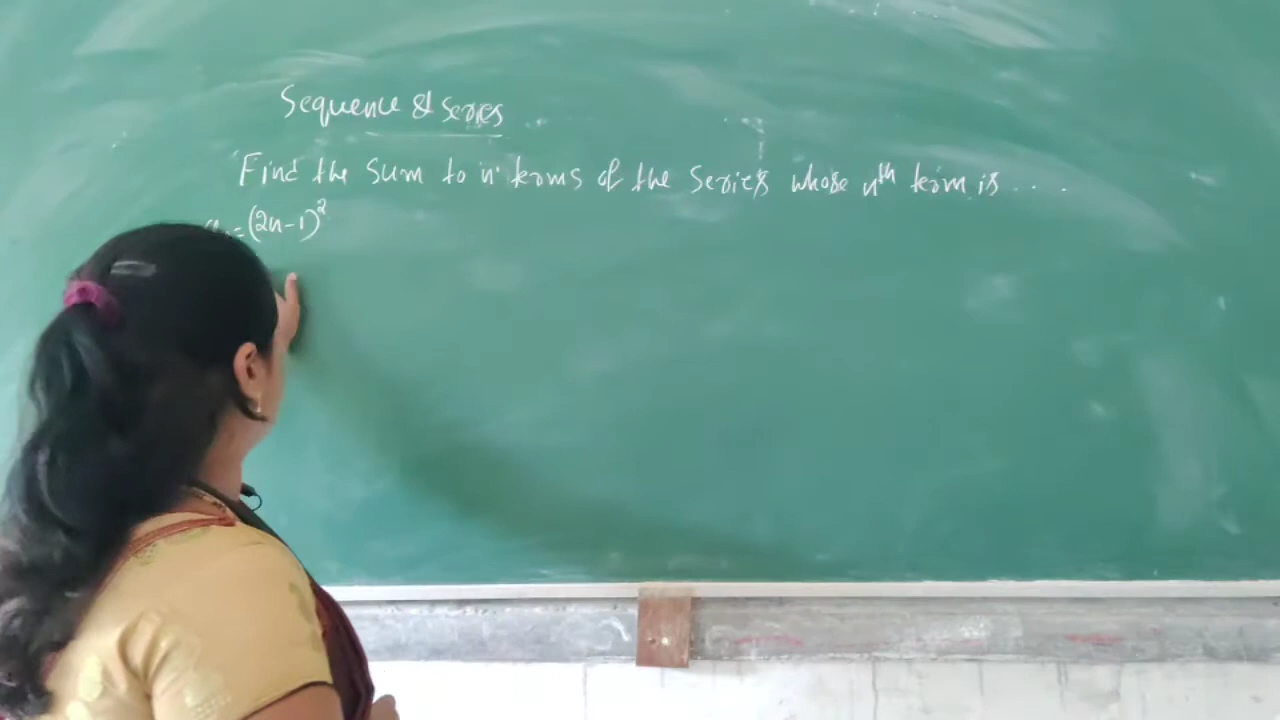 Sequence & series
Find the sum to n terms of the series whose nth term is ....
= (2n-1)²